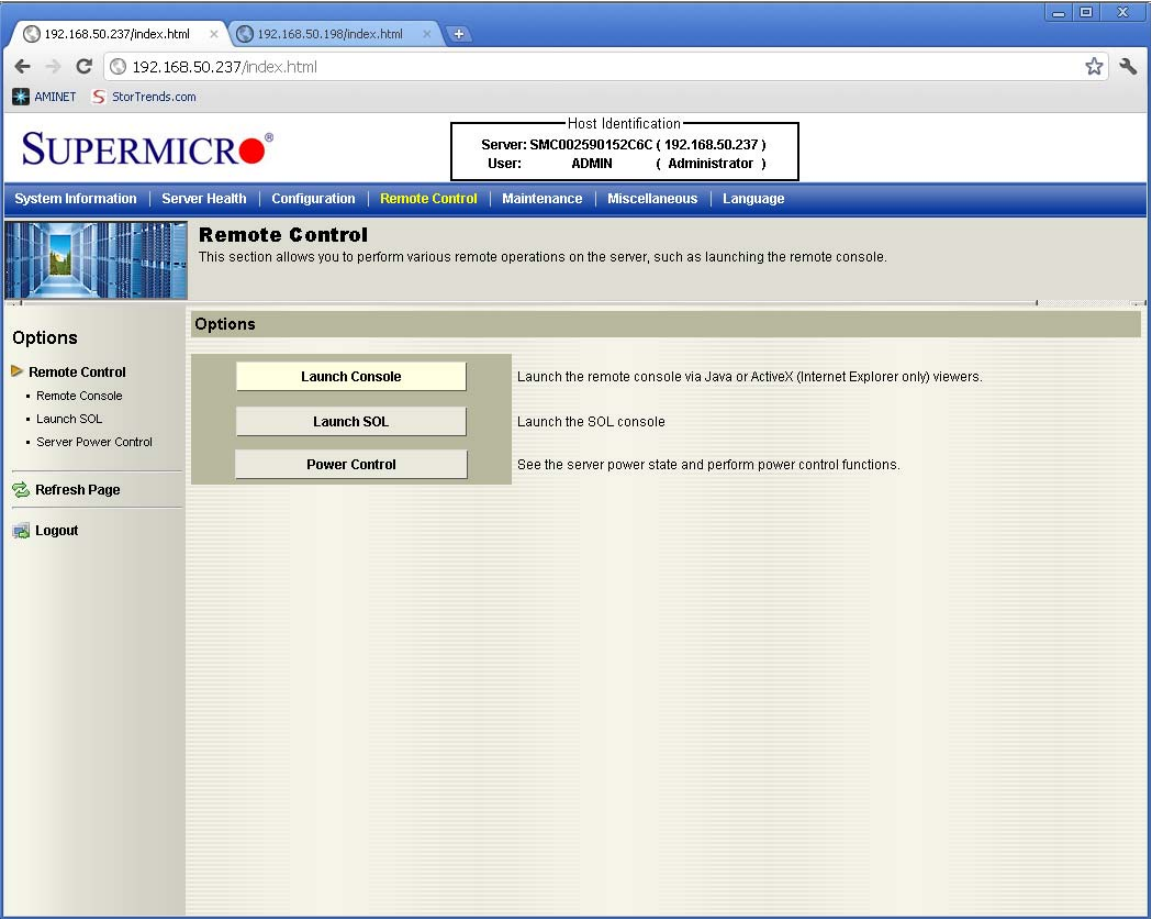 192.168.50.237/index.html
192.168.50.198/index.html
192.168.50.237/index.html
AMINET
StorTrends.com
SUPERMICRO®
Host Identification
Server: SMC002590152C6C ( 192.168.50.237 )
User: ADMIN ( Administrator )
System Information | Server Health | Configuration | Remote Control | Maintenance | Miscellaneous | Language
Remote Control
This section allows you to perform various remote operations on the server, such as launching the remote console.
Options
Remote Control
Remote Console
Launch SOL
Server Power Control
Refresh Page
Logout
Options
Launch Console
Launch the remote console via Java or ActiveX (Internet Explorer only) viewers.
Launch SOL
Launch the SOL console
Power Control
See the server power state and perform power control functions.